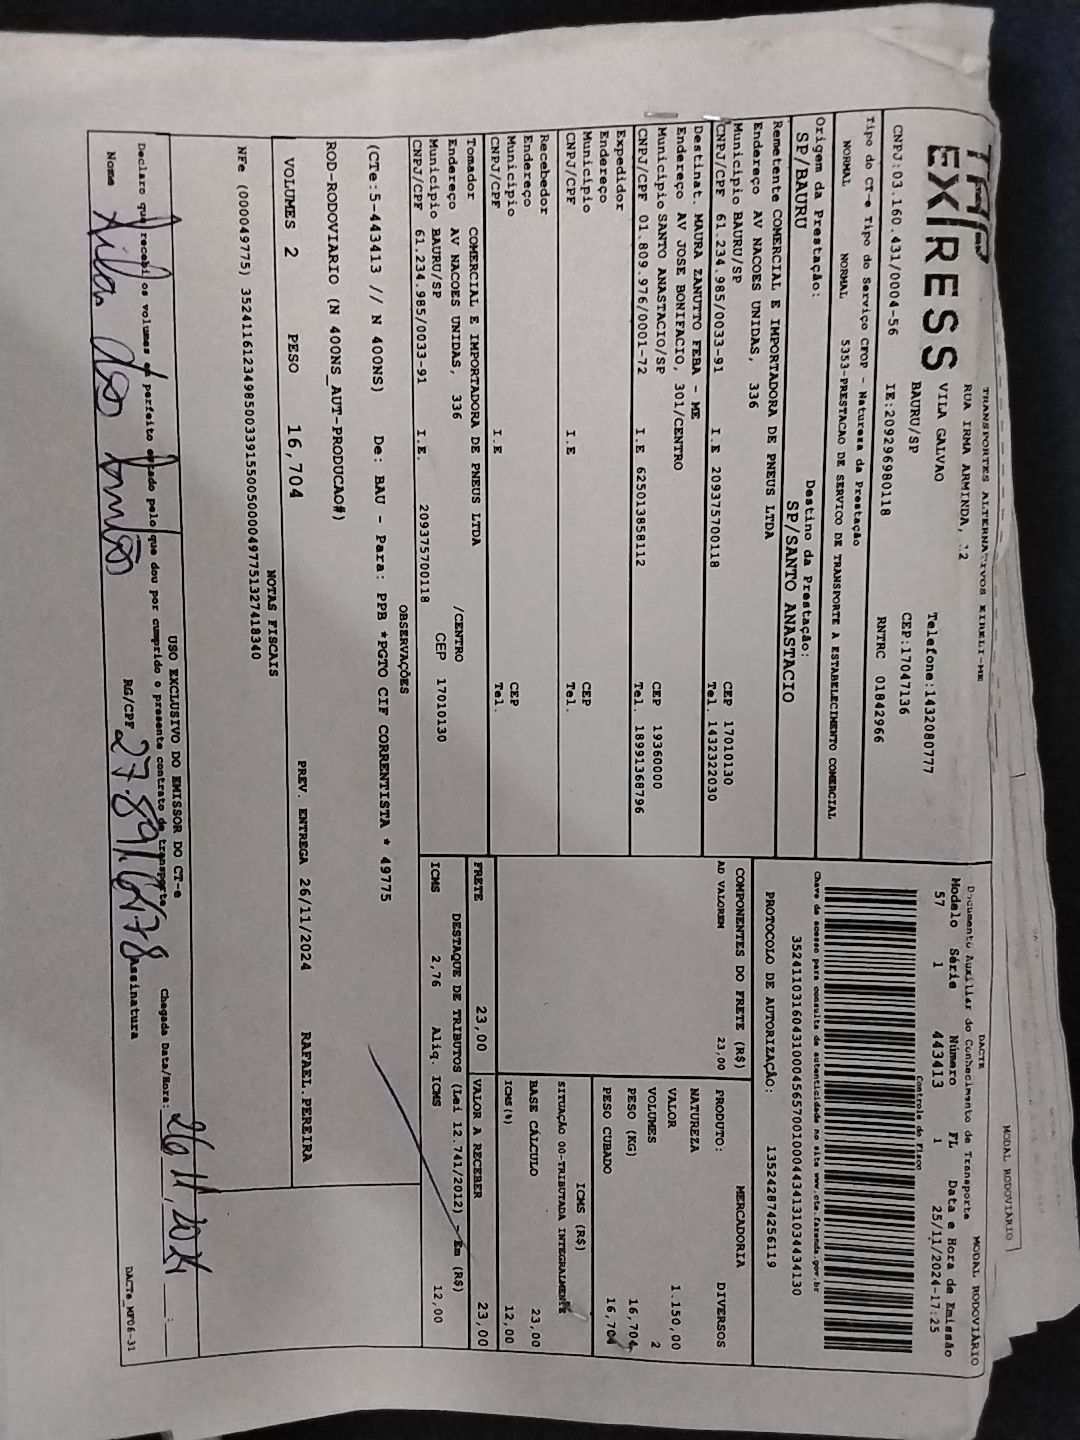 TRANSPORTES ALTERNATIVOS EIRELI-ME
RUA IRMA ARMINDA, 12
EXPRESS
VILA GALVAO Telefone:1432080777
BAURU/SP CEP:17047136
CNPJ:03.160.431/0004-56 IE:209296980118 RNTRC 01842966
Tipo do CT-e Tipo do Serviço CFOP - Natureza da Prestação
NORMAL NORMAL 5353-PRESTACAO DE SERVICO DE TRANSPORTE A ESTABELECIMENTO COMERCIAL
Origem da Prestação: Destino da Prestação:
SP/BAURU SP/SANTO ANASTACIO
Remetente COMERCIAL E IMPORTADORA DE PNEUS LTDA
Endereço AV NACOES UNIDAS, 336
Município BAURU/SP CEP 17010130
CNPJ/CPF 61.234.985/0033-91 I.E 209375700118 Tel. 1432322030
Destinat. MAURA ZANUTTO FEBA - ME
Endereço AV JOSE BONIFACIO, 301/CENTRO
Município SANTO ANASTACIO/SP CEP 19360000
CNPJ/CPF 01.809.976/0001-72 I.E 625013858112 Tel. 18991368796
Expedidor
Endereço
Município CEP
CNPJ/CPF I.E Tel.
Recebedor
Endereço
Município CEP
CNPJ/CPF I.E Tel.
Tomador COMERCIAL E IMPORTADORA DE PNEUS LTDA
Endereço AV NACOES UNIDAS, 336 /CENTRO
Município BAURU/SP CEP 17010130
CNPJ/CPF 61.234.985/0033-91 I.E. 209375700118
MODAL RODOVIÁRIO
DACTE MODAL RODOVIÁRIO
Documento Auxiliar do Conhecimento de Transporte
Modelo Série Número FL Data e Hora de Emissão
57 1 443413 1 25/11/2024-17:25
Controle do Fisco
Chave de acesso para consulta de autenticidade no site www.cte.fazenda.gov.br
35241103160431000456570010004434131034434130
PROTOCOLO DE AUTORIZAÇÃO: 135242874256119
COMPONENTES DO FRETE (R$)
AD VALOREM 23,00
MERCADORIA
PRODUTO: DIVERSOS
NATUREZA
VALOR 1.150,00
VOLUMES 2
PESO (KG) 16,704
PESO CUBADO 16,704
ICMS (R$)
SITUAÇÃO 00-TRIBUTADA INTEGRALMENTE
BASE CÁLCULO 23,00
ICMS(%) 12,00
FRETE 23,00 VALOR A RECEBER 23,00
DESTAQUE DE TRIBUTOS (Lei 12.741/2012) - Em (R$)
ICMS 2,76 Alíq. ICMS 12,00
OBSERVAÇÕES
(CTe:5-443413 // N 400NS) De: BAU - Para: PPB *PGTO CIF CORRENTISTA * 49775
ROD-RODOVIARIO (N 400NS_AUT-PRODUCAO#)
VOLUMES 2 PESO 16,704 PREV. ENTREGA 26/11/2024 RAFAEL.PEREIRA
NOTAS FISCAIS
NFe (000049775) 35241161234985003391550050000497751327418340
USO EXCLUSIVO DO EMISSOR DO CT-e
Declaro que recebi os volumes em perfeito estado pelo que dou por cumprido o presente contrato de transporte. Chegada Data/Hora: 26/11/2024 :
Nome RG/CPF Assinatura
DACTe_MF06-31